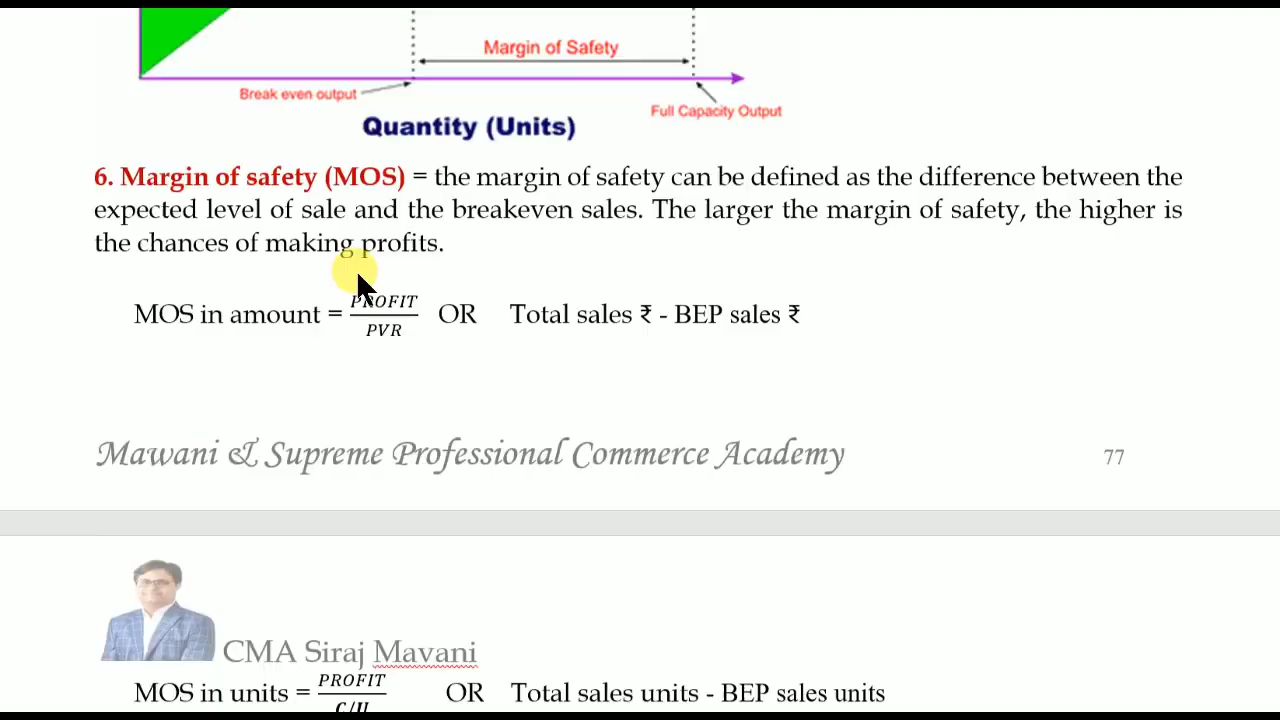 Margin of Safety
Break even output
Full Capacity Output
Quantity (Units)
6. Margin of safety (MOS) = the margin of safety can be defined as the difference between the
expected level of sale and the breakeven sales. The larger the margin of safety, the higher is
the chances of making profits.
MOS in amount = PROFIT/PVR OR Total sales ₹ - BEP sales ₹
Mawani & Supreme Professional Commerce Academy 77
CMA Siraj Mavani
MOS in units = PROFIT/C/U OR Total sales units - BEP sales units